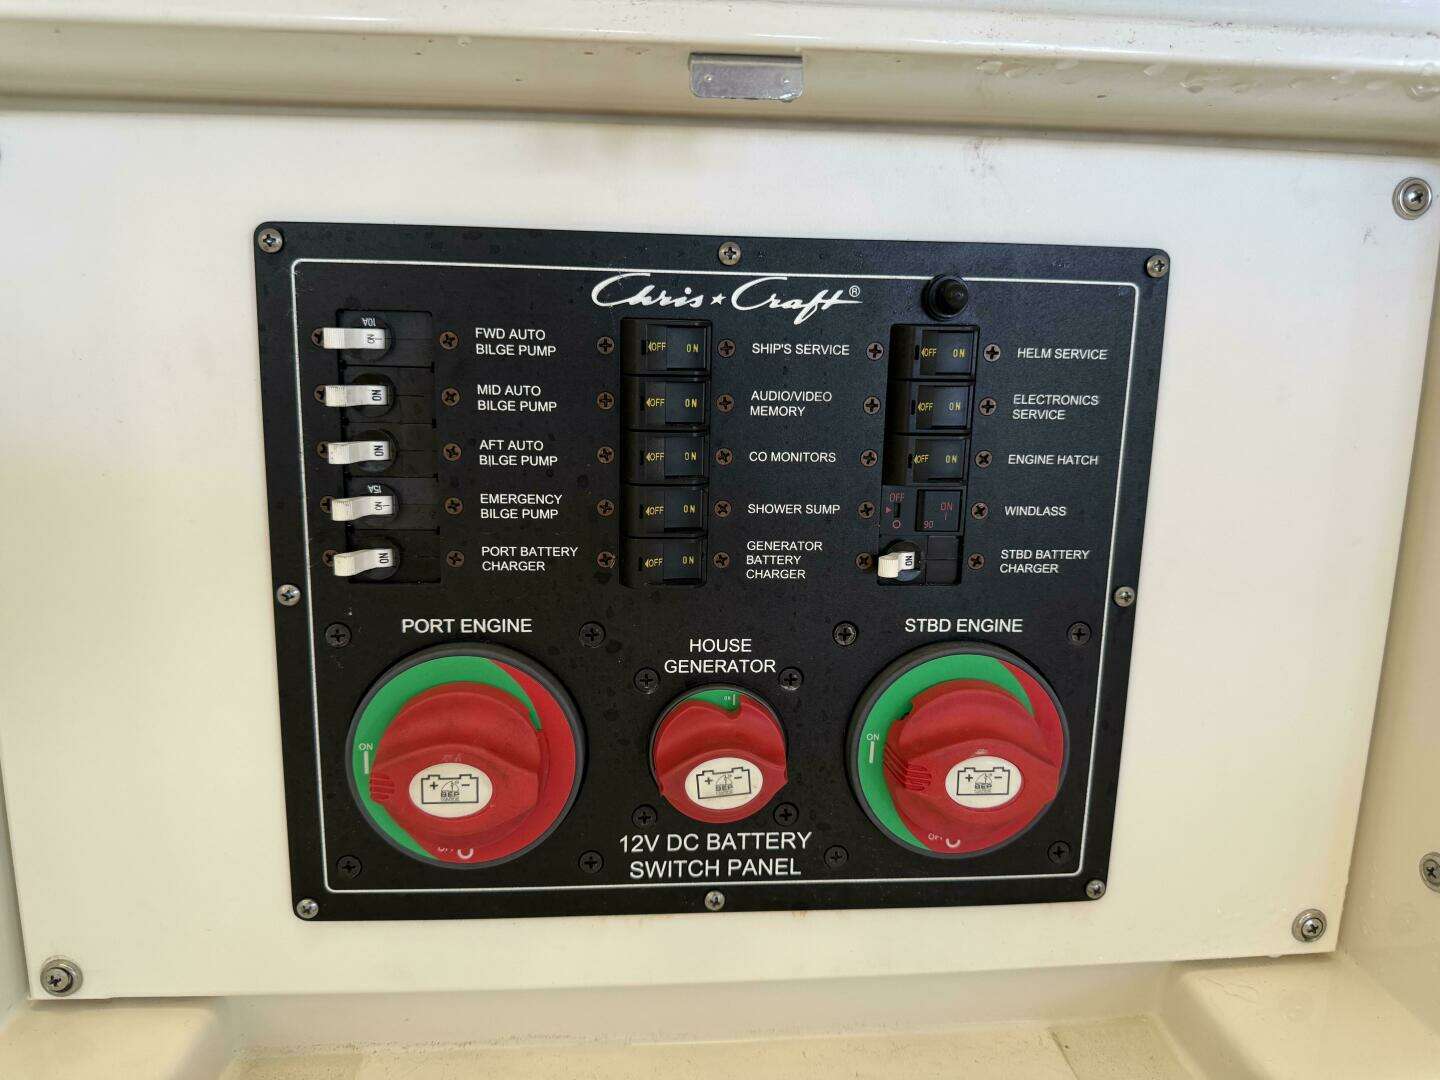 Chris★Craft®
10A
ON
FWD AUTO
BILGE PUMP
ON
MID AUTO
BILGE PUMP
ON
AFT AUTO
BILGE PUMP
15A
ON
EMERGENCY
BILGE PUMP
ON
PORT BATTERY
CHARGER
OFF ON
SHIP'S SERVICE
OFF ON
AUDIO/VIDEO
MEMORY
OFF ON
CO MONITORS
OFF ON
SHOWER SUMP
OFF ON
GENERATOR
BATTERY
CHARGER
OFF ON
HELM SERVICE
OFF ON
ELECTRONICS
SERVICE
OFF ON
ENGINE HATCH
OFF ON
90
WINDLASS
ON
STBD BATTERY
CHARGER
PORT ENGINE
ON
BEP
HOUSE
GENERATOR
BEP
STBD ENGINE
ON
BEP
OFF
12V DC BATTERY
SWITCH PANEL